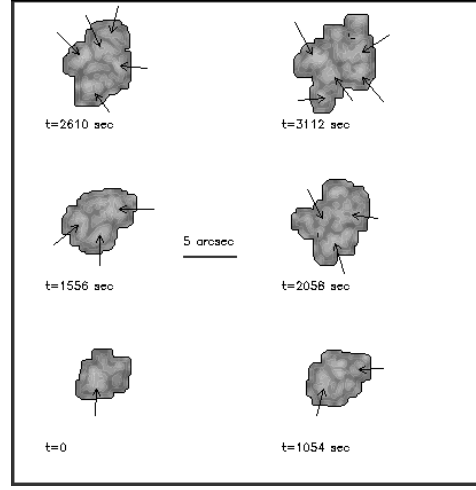 t=2610 sec
t=3112 sec
5 arcsec
t=1556 sec
t=2058 sec
t=0
t=1054 sec